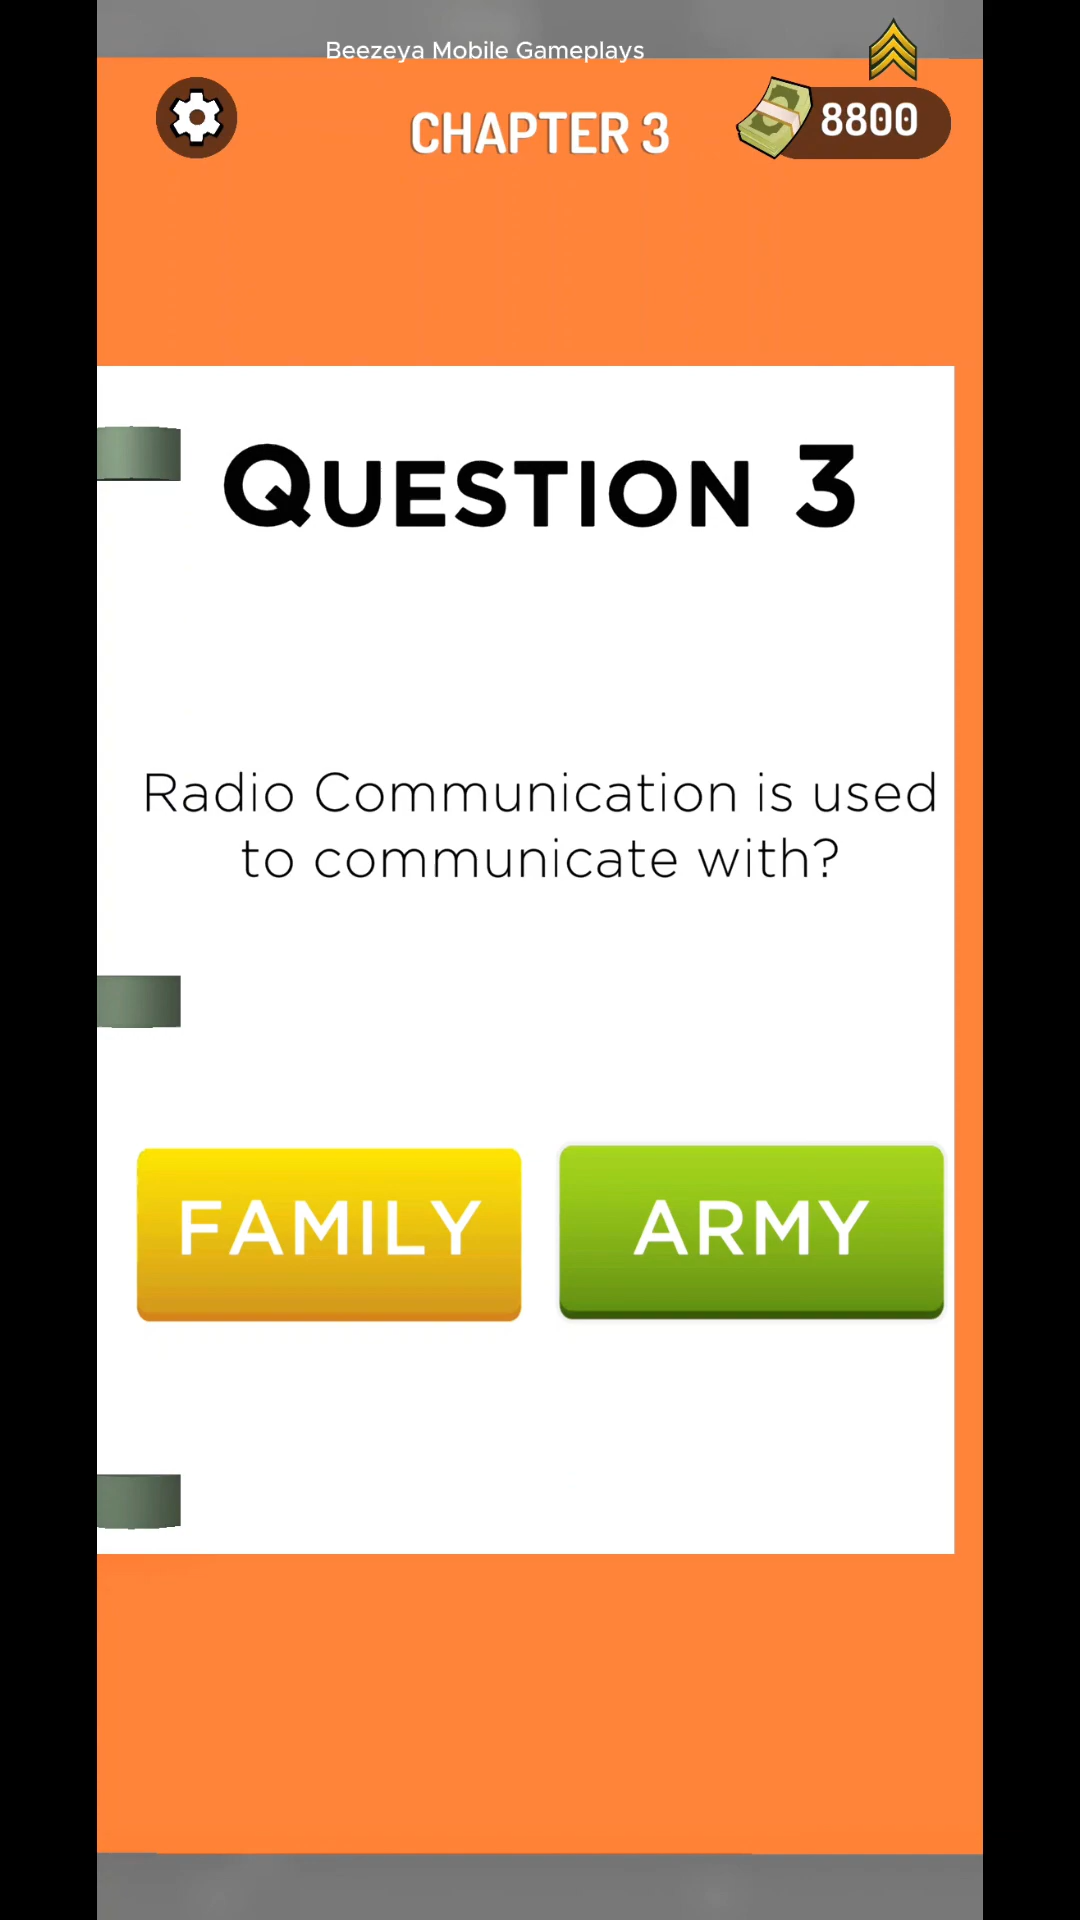 Beezeya Mobile Gameplays
CHAPTER 3
8800
QUESTION 3
Radio Communication is used
to communicate with?
FAMILY
ARMY